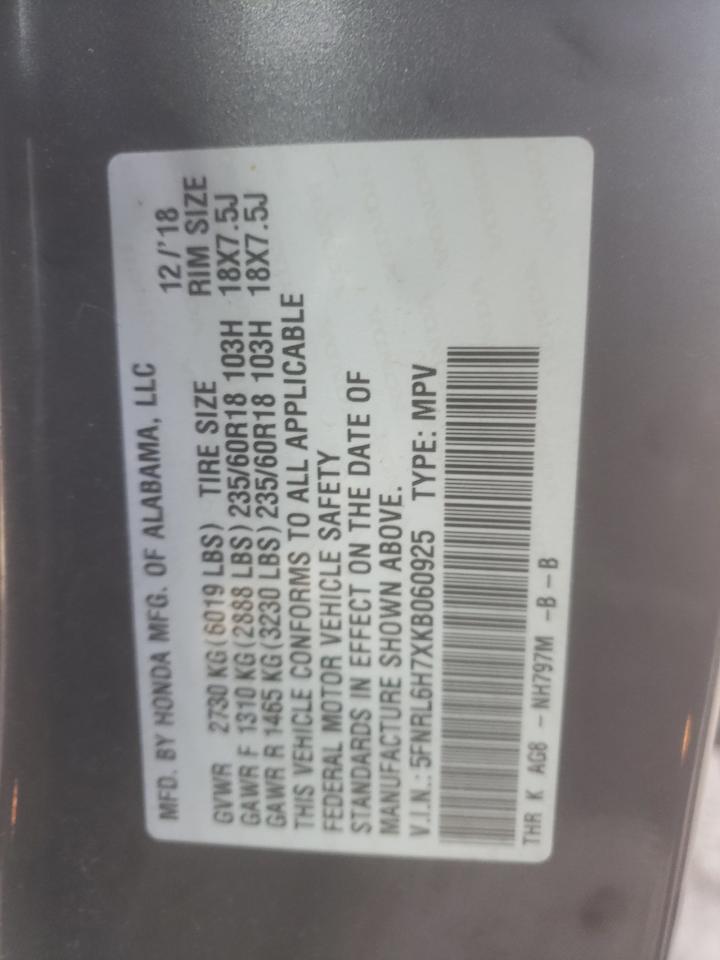 MFD. BY HONDA MFG. OF ALABAMA, LLC 12/'18
GVWR 2730 KG(6019 LBS) TIRE SIZE RIM SIZE
GAWR F 1310 KG(2888 LBS)235/60R18 103H 18X7.5J
GAWR R 1465 KG(3230 LBS)235/60R18 103H 18X7.5J
THIS VEHICLE CONFORMS TO ALL APPLICABLE
FEDERAL MOTOR VEHICLE SAFETY
STANDARDS IN EFFECT ON THE DATE OF
MANUFACTURE SHOWN ABOVE.
V.I.N.: 5FNRL6H7XKB060925 TYPE: MPV
THR K AG8 - NH797M -B-B